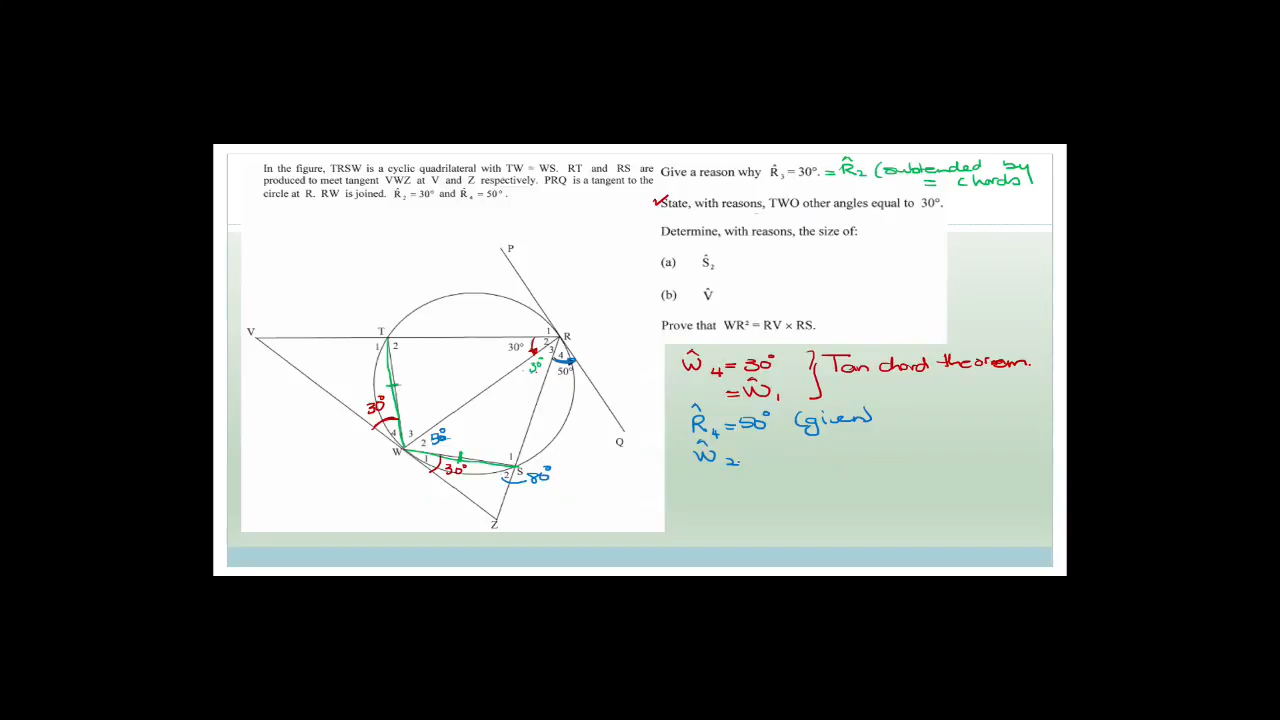 In the figure, TRSW is a cyclic quadrilateral with TW = WS. RT and RS are
produced to meet tangent VWZ at V and Z respectively. PRQ is a tangent to the
circle at R. RW is joined. R̂₂ = 30° and R̂₄ = 50°.
Give a reason why R̂₃ = 30°. = R̂2 (subtended by
= chords)
State, with reasons, TWO other angles equal to 30°.
Determine, with reasons, the size of:
(a) Ŝ₂
(b) V̂
Prove that WR² = RV × RS.
Ŵ4 = 30° } Tan chord theorem.
= Ŵ1
R̂4 = 50° (given)
Ŵ2
P
V
T
1
R
1
2
30°
2
3
4
30°
50°
30°
4
3
2
50°
Q
W
1
30°
1
S
2
80°
Z